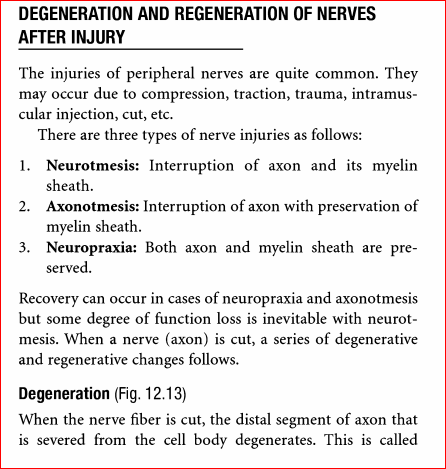 DEGENERATION AND REGENERATION OF NERVES
AFTER INJURY
The injuries of peripheral nerves are quite common. They
may occur due to compression, traction, trauma, intramus-
cular injection, cut, etc.
There are three types of nerve injuries as follows:
1. Neurotmesis: Interruption of axon and its myelin
sheath.
2. Axonotmesis: Interruption of axon with preservation of
myelin sheath.
3. Neuropraxia: Both axon and myelin sheath are pre-
served.
Recovery can occur in cases of neuropraxia and axonotmesis
but some degree of function loss is inevitable with neurot-
mesis. When a nerve (axon) is cut, a series of degenerative
and regenerative changes follows.
Degeneration (Fig. 12.13)
When the nerve fiber is cut, the distal segment of axon that
is severed from the cell body degenerates. This is called